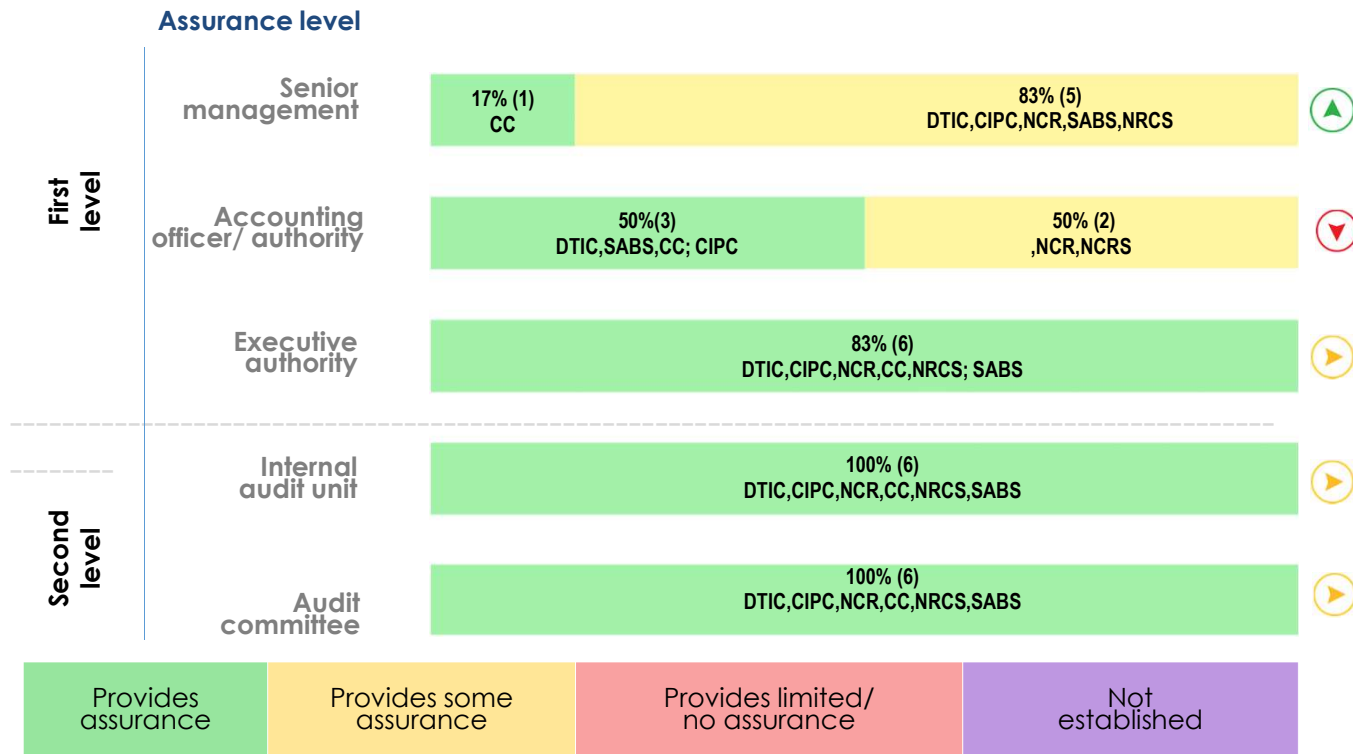 Assurance level
First
level
Senior
management
17% (1)
CC
83% (5)
DTIC,CIPC,NCR,SABS,NRCS
Accounting
officer/ authority
50%(3)
DTIC,SABS,CC; CIPC
50% (2)
,NCR,NCRS
Executive
authority
83% (6)
DTIC,CIPC,NCR,CC,NRCS; SABS
Second
level
Internal
audit unit
100% (6)
DTIC,CIPC,NCR,CC,NRCS,SABS
Audit
committee
100% (6)
DTIC,CIPC,NCR,CC,NRCS,SABS
Provides
assurance
Provides some
assurance
Provides limited/
no assurance
Not
established